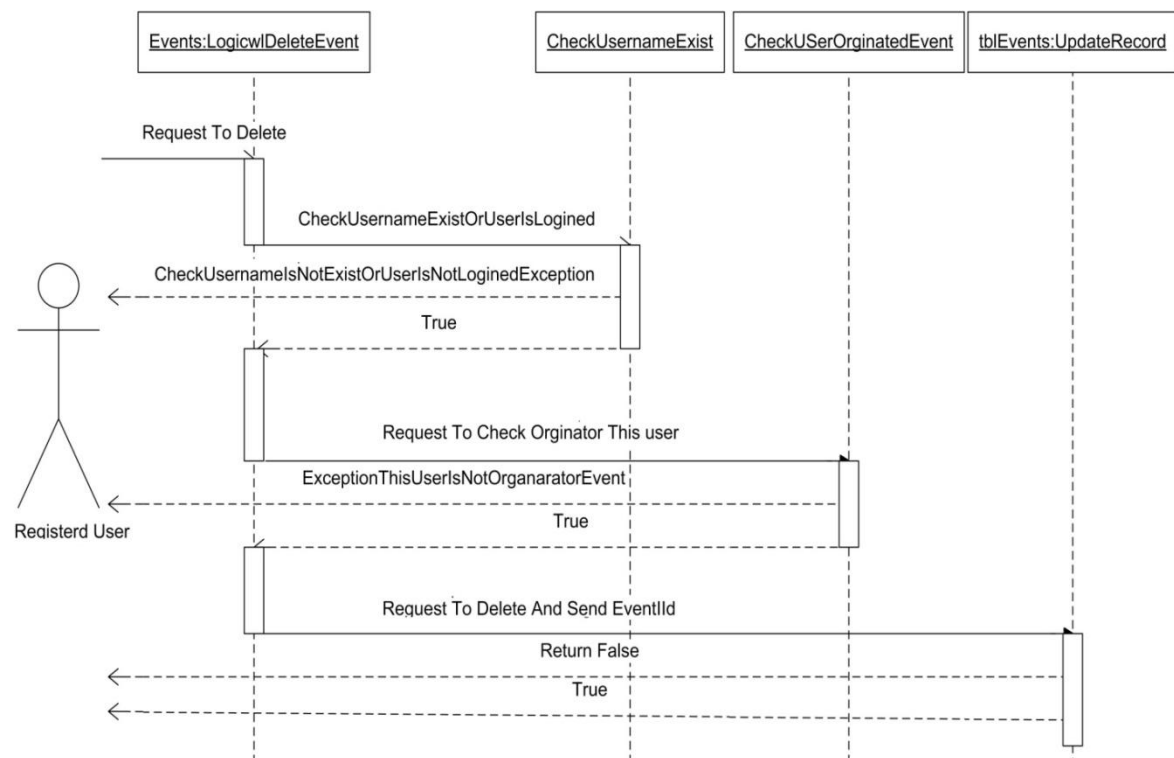 Events:LogicwlDeleteEvent
CheckUsernameExist
CheckUSerOrginatedEvent
tblEvents:UpdateRecord
Request To Delete
CheckUsernameExistOrUserIsLogined
CheckUsernameIsNotExistOrUserIsNotLoginedException
True
Request To Check Orginator This user
ExceptionThisUserIsNotOrganaratorEvent
True
Registerd User
Request To Delete And Send EventIId
Return False
True